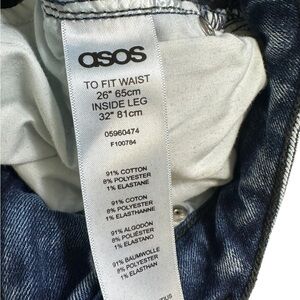 asos
TO FIT WAIST
26" 65cm
INSIDE LEG
32" 81cm
05960474
F100784
91% COTTON
8% POLYESTER
1% ELASTANE
91% COTON
8% POLYESTER
1% ELASTHANNE
91% ALGODÓN
8% POLIÉSTER
1% ELASTANO
91% BAUMWOLLE
8% POLYESTER
1% ELASTHAN